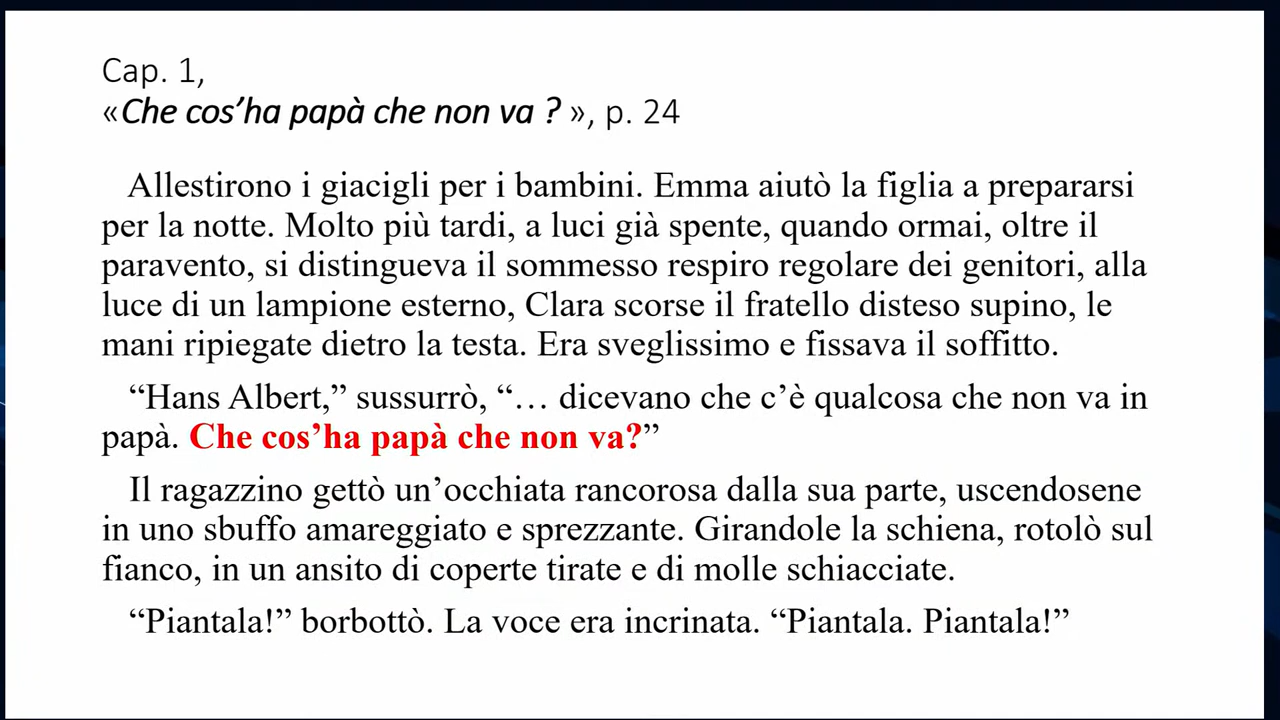 Cap. 1,
«Che cos’ha papà che non va ? », p. 24
Allestirono i giacigli per i bambini. Emma aiutò la figlia a prepararsi
per la notte. Molto più tardi, a luci già spente, quando ormai, oltre il
paravento, si distingueva il sommesso respiro regolare dei genitori, alla
luce di un lampione esterno, Clara scorse il fratello disteso supino, le
mani ripiegate dietro la testa. Era sveglissimo e fissava il soffitto.
“Hans Albert,” sussurrò, “… dicevano che c’è qualcosa che non va in
papà. Che cos’ha papà che non va?”
Il ragazzino gettò un’occhiata rancorosa dalla sua parte, uscendosene
in uno sbuffo amareggiato e sprezzante. Girandole la schiena, rotolò sul
fianco, in un ansito di coperte tirate e di molle schiacciate.
“Piantala!” borbottò. La voce era incrinata. “Piantala. Piantala!”